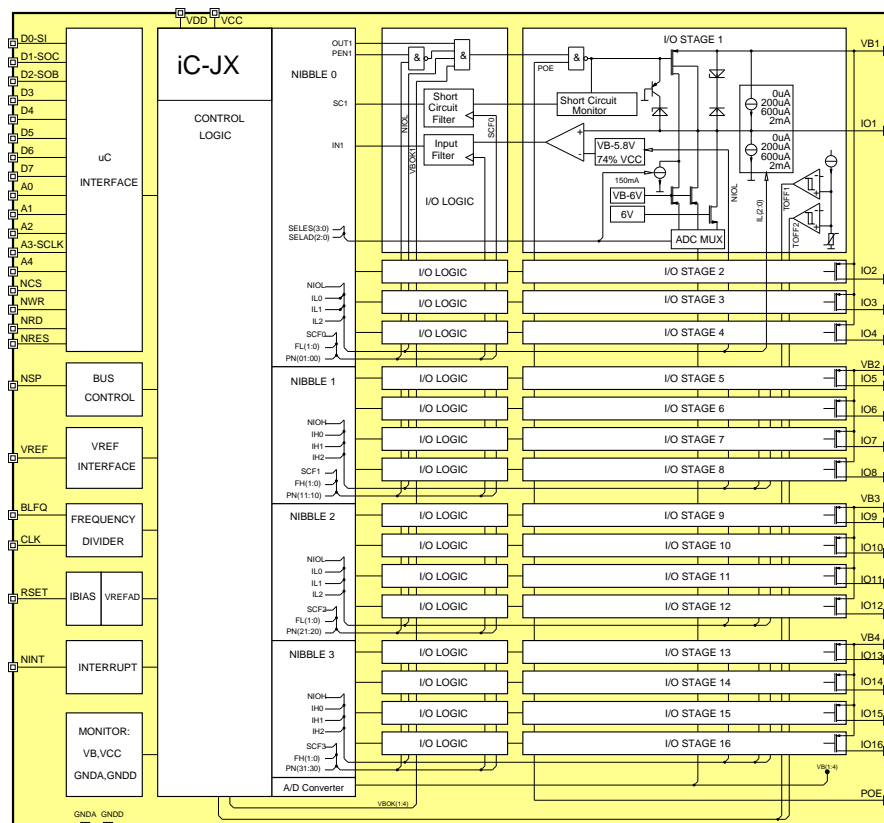 VDD VCC
D0-SI
D1-SOC
D2-SOB
D3
D4
D5
D6
D7
A0
A1
A2
A3-SCLK
A4
NCS
NWR
NRD
NRES
NSP
VREF
BLFQ
CLK
RSET
NINT
uC
INTERFACE
BUS
CONTROL
VREF
INTERFACE
FREQUENCY
DIVIDER
IBIAS VREFAD
INTERRUPT
MONITOR:
VB,VCC
GNDA,GNDD
GNDA GNDD
iC-JX
CONTROL
LOGIC
NIBBLE 0
OUT1
PEN1
SC1
IN1
SELES(3:0)
SELAD(2:0)
NIOL
IL0
IL1
IL2
SCF0
FL(1:0)
PN(01:00)
NIBBLE 1
NIOH
IH0
IH1
IH2
SCF1
FH(1:0)
PN(11:10)
NIBBLE 2
NIOL
IL0
IL1
IL2
SCF2
FL(1:0)
PN(21:20)
NIBBLE 3
NIOH
IH0
IH1
IH2
SCF3
FH(1:0)
PN(31:30)
A/D Converter
VBOK(1:4)
&
&
Short
Circuit
Filter
Input
Filter
NIOL
VBOK1
SCF0
I/O LOGIC
I/O STAGE 1
&
POE
Short Circuit
Monitor
VB-5.8V
74% VCC
150mA
VB-6V
6V
ADC MUX
NIOL
IL(2:0)
0uA
200uA
600uA
2mA
0uA
200uA
600uA
2mA
TOFF1
TOFF2
I/O LOGIC I/O STAGE 2
I/O LOGIC I/O STAGE 3
I/O LOGIC I/O STAGE 4
I/O LOGIC I/O STAGE 5
I/O LOGIC I/O STAGE 6
I/O LOGIC I/O STAGE 7
I/O LOGIC I/O STAGE 8
I/O LOGIC I/O STAGE 9
I/O LOGIC I/O STAGE 10
I/O LOGIC I/O STAGE 11
I/O LOGIC I/O STAGE 12
I/O LOGIC I/O STAGE 13
I/O LOGIC I/O STAGE 14
I/O LOGIC I/O STAGE 15
I/O LOGIC I/O STAGE 16
VB(1:4)
VB1
IO1
IO2
IO3
IO4
VB2
IO5
IO6
IO7
IO8
VB3
IO9
IO10
IO11
IO12
VB4
IO13
IO14
IO15
IO16
POE